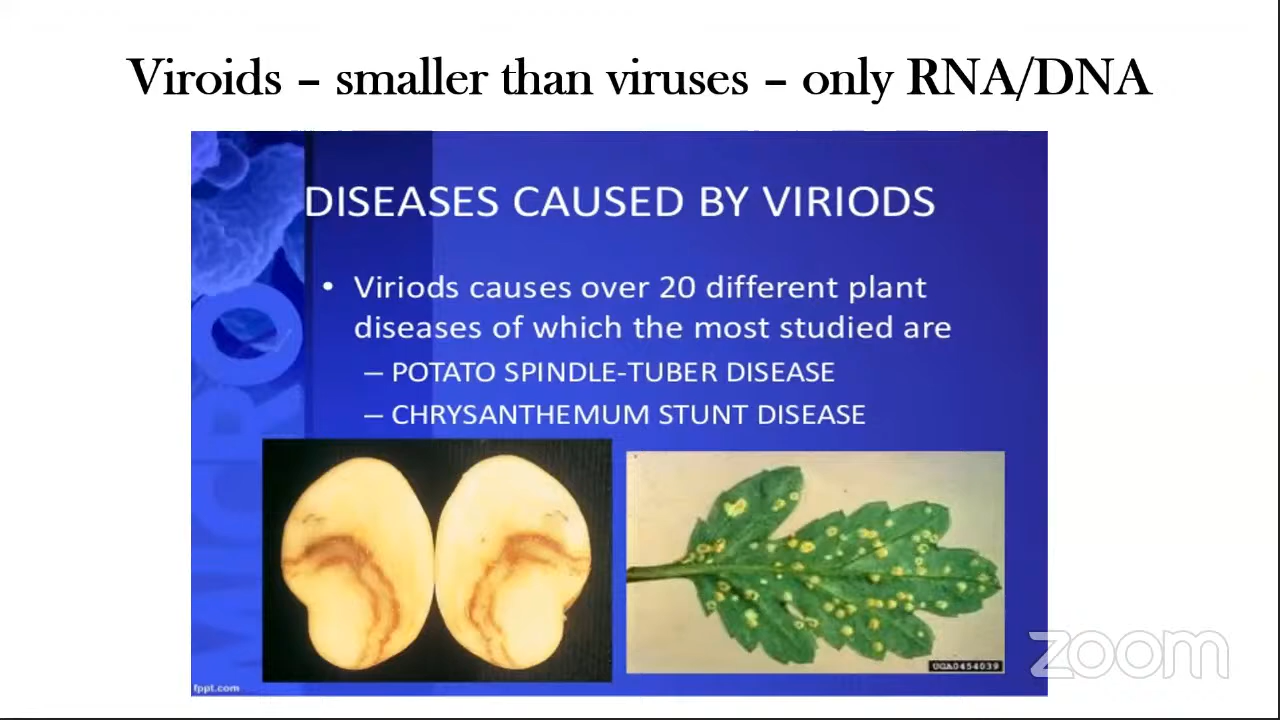 Viroids – smaller than viruses – only RNA/DNA
DISEASES CAUSED BY VIRIODS
• Viriods causes over 20 different plant
diseases of which the most studied are
– POTATO SPINDLE-TUBER DISEASE
– CHRYSANTHEMUM STUNT DISEASE
MICRO
UGA0454039
zoom
fppt.com